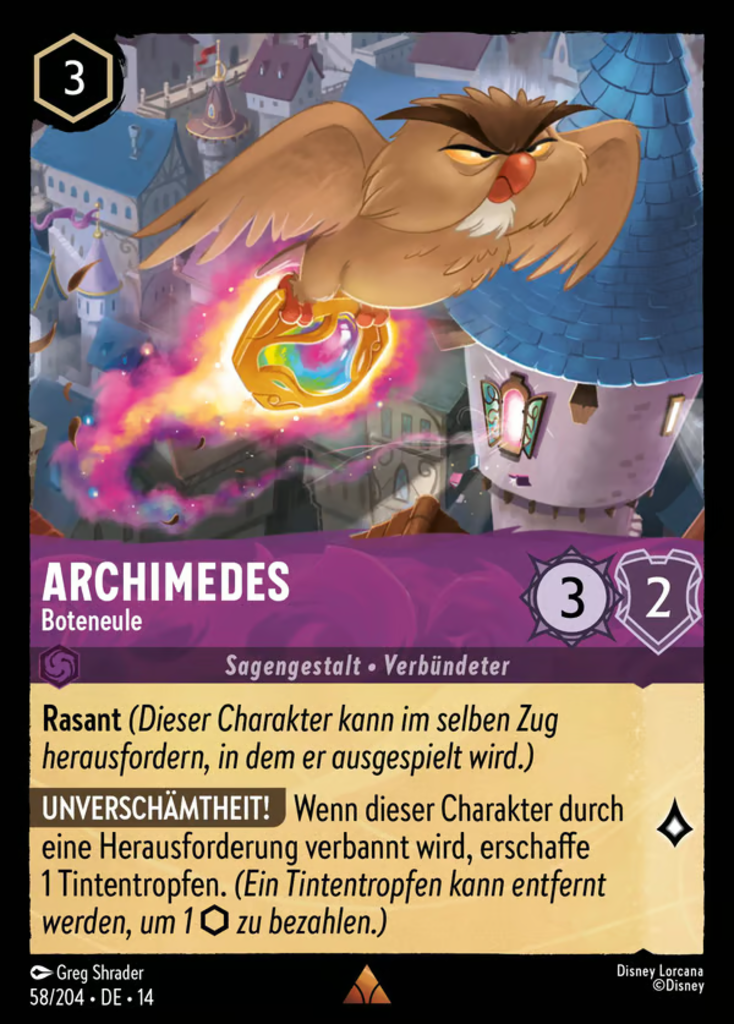 3
ARCHIMEDES
Boteneule
3
2
Sagengestalt • Verbündeter
Rasant (Dieser Charakter kann im selben Zug
herausfordern, in dem er ausgespielt wird.)
UNVERSCHÄMTHEIT! Wenn dieser Charakter durch
eine Herausforderung verbannt wird, erschaffe
1 Tintentropfen. (Ein Tintentropfen kann entfernt
werden, um 1 ⬡ zu bezahlen.)
Greg Shrader
58/204 • DE • 14
Disney Lorcana
©Disney